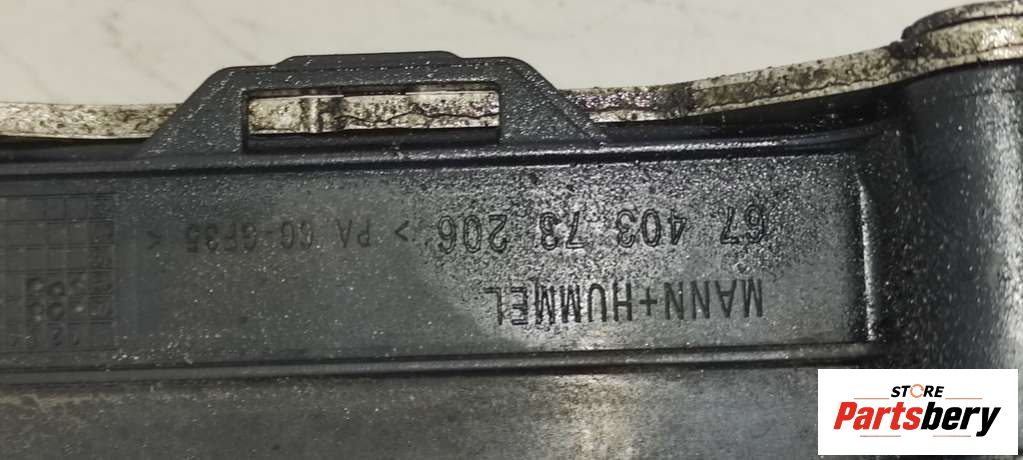 MANN+HUMMEL
67 403 73 206 > PA 66-GF35 <
STORE
Partsbery